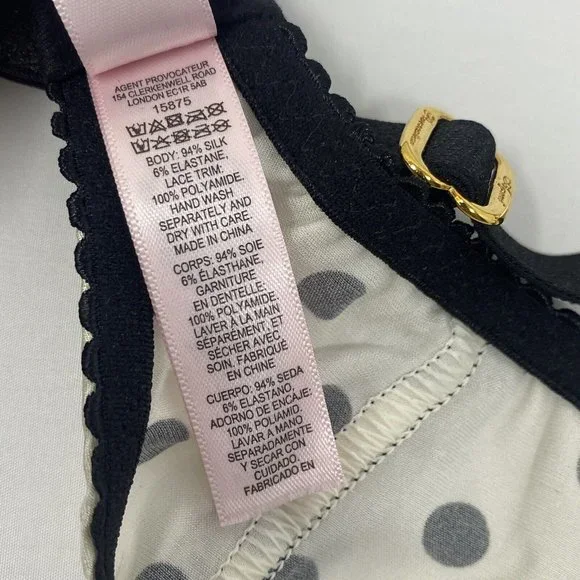 AGENT PROVOCATEUR
154 CLERKENWELL ROAD
LONDON EC1R 5AB
15875
BODY: 94% SILK
6% ELASTANE,
LACE TRIM:
100% POLYAMIDE.
HAND WASH
SEPARATELY AND
DRY WITH CARE.
MADE IN CHINA
CORPS: 94% SOIE
6% ÉLASTHANE,
GARNITURE
EN DENTELLE:
100% POLYAMIDE.
LAVER À LA MAIN
SÉPARÉMENT, ET
SÉCHER AVEC
SOIN. FABRIQUÉ
EN CHINE
CUERPO: 94% SEDA
6% ELASTANO,
ADORNO DE ENCAJE:
100% POLIAMID.
LAVAR A MANO
SEPARADAMENTE
Y SECAR CON
CUIDADO.
FABRICADO EN